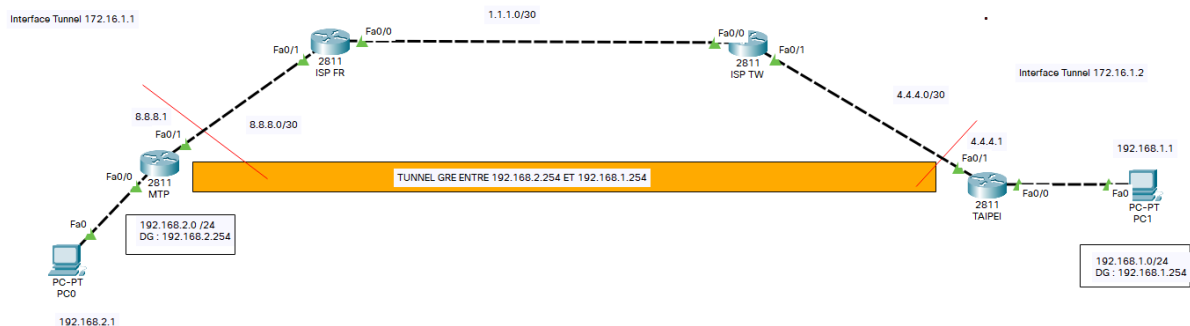 Interface Tunnel 172.16.1.1
1.1.1.0/30
Fa0/0
Fa0/1
2811
ISP FR
Fa0/0
Fa0/1
2811
ISP TW
Interface Tunnel 172.16.1.2
8.8.8.1
8.8.8.0/30
4.4.4.0/30
Fa0/1
4.4.4.1
Fa0/0
2811
MTP
TUNNEL GRE ENTRE 192.168.2.254 ET 192.168.1.254
Fa0/1
192.168.1.1
2811
TAIPEI
Fa0/0
Fa0
PC-PT
PC1
Fa0
192.168.2.0 /24
DG : 192.168.2.254
PC-PT
PC0
192.168.1.0/24
DG : 192.168.1.254
192.168.2.1